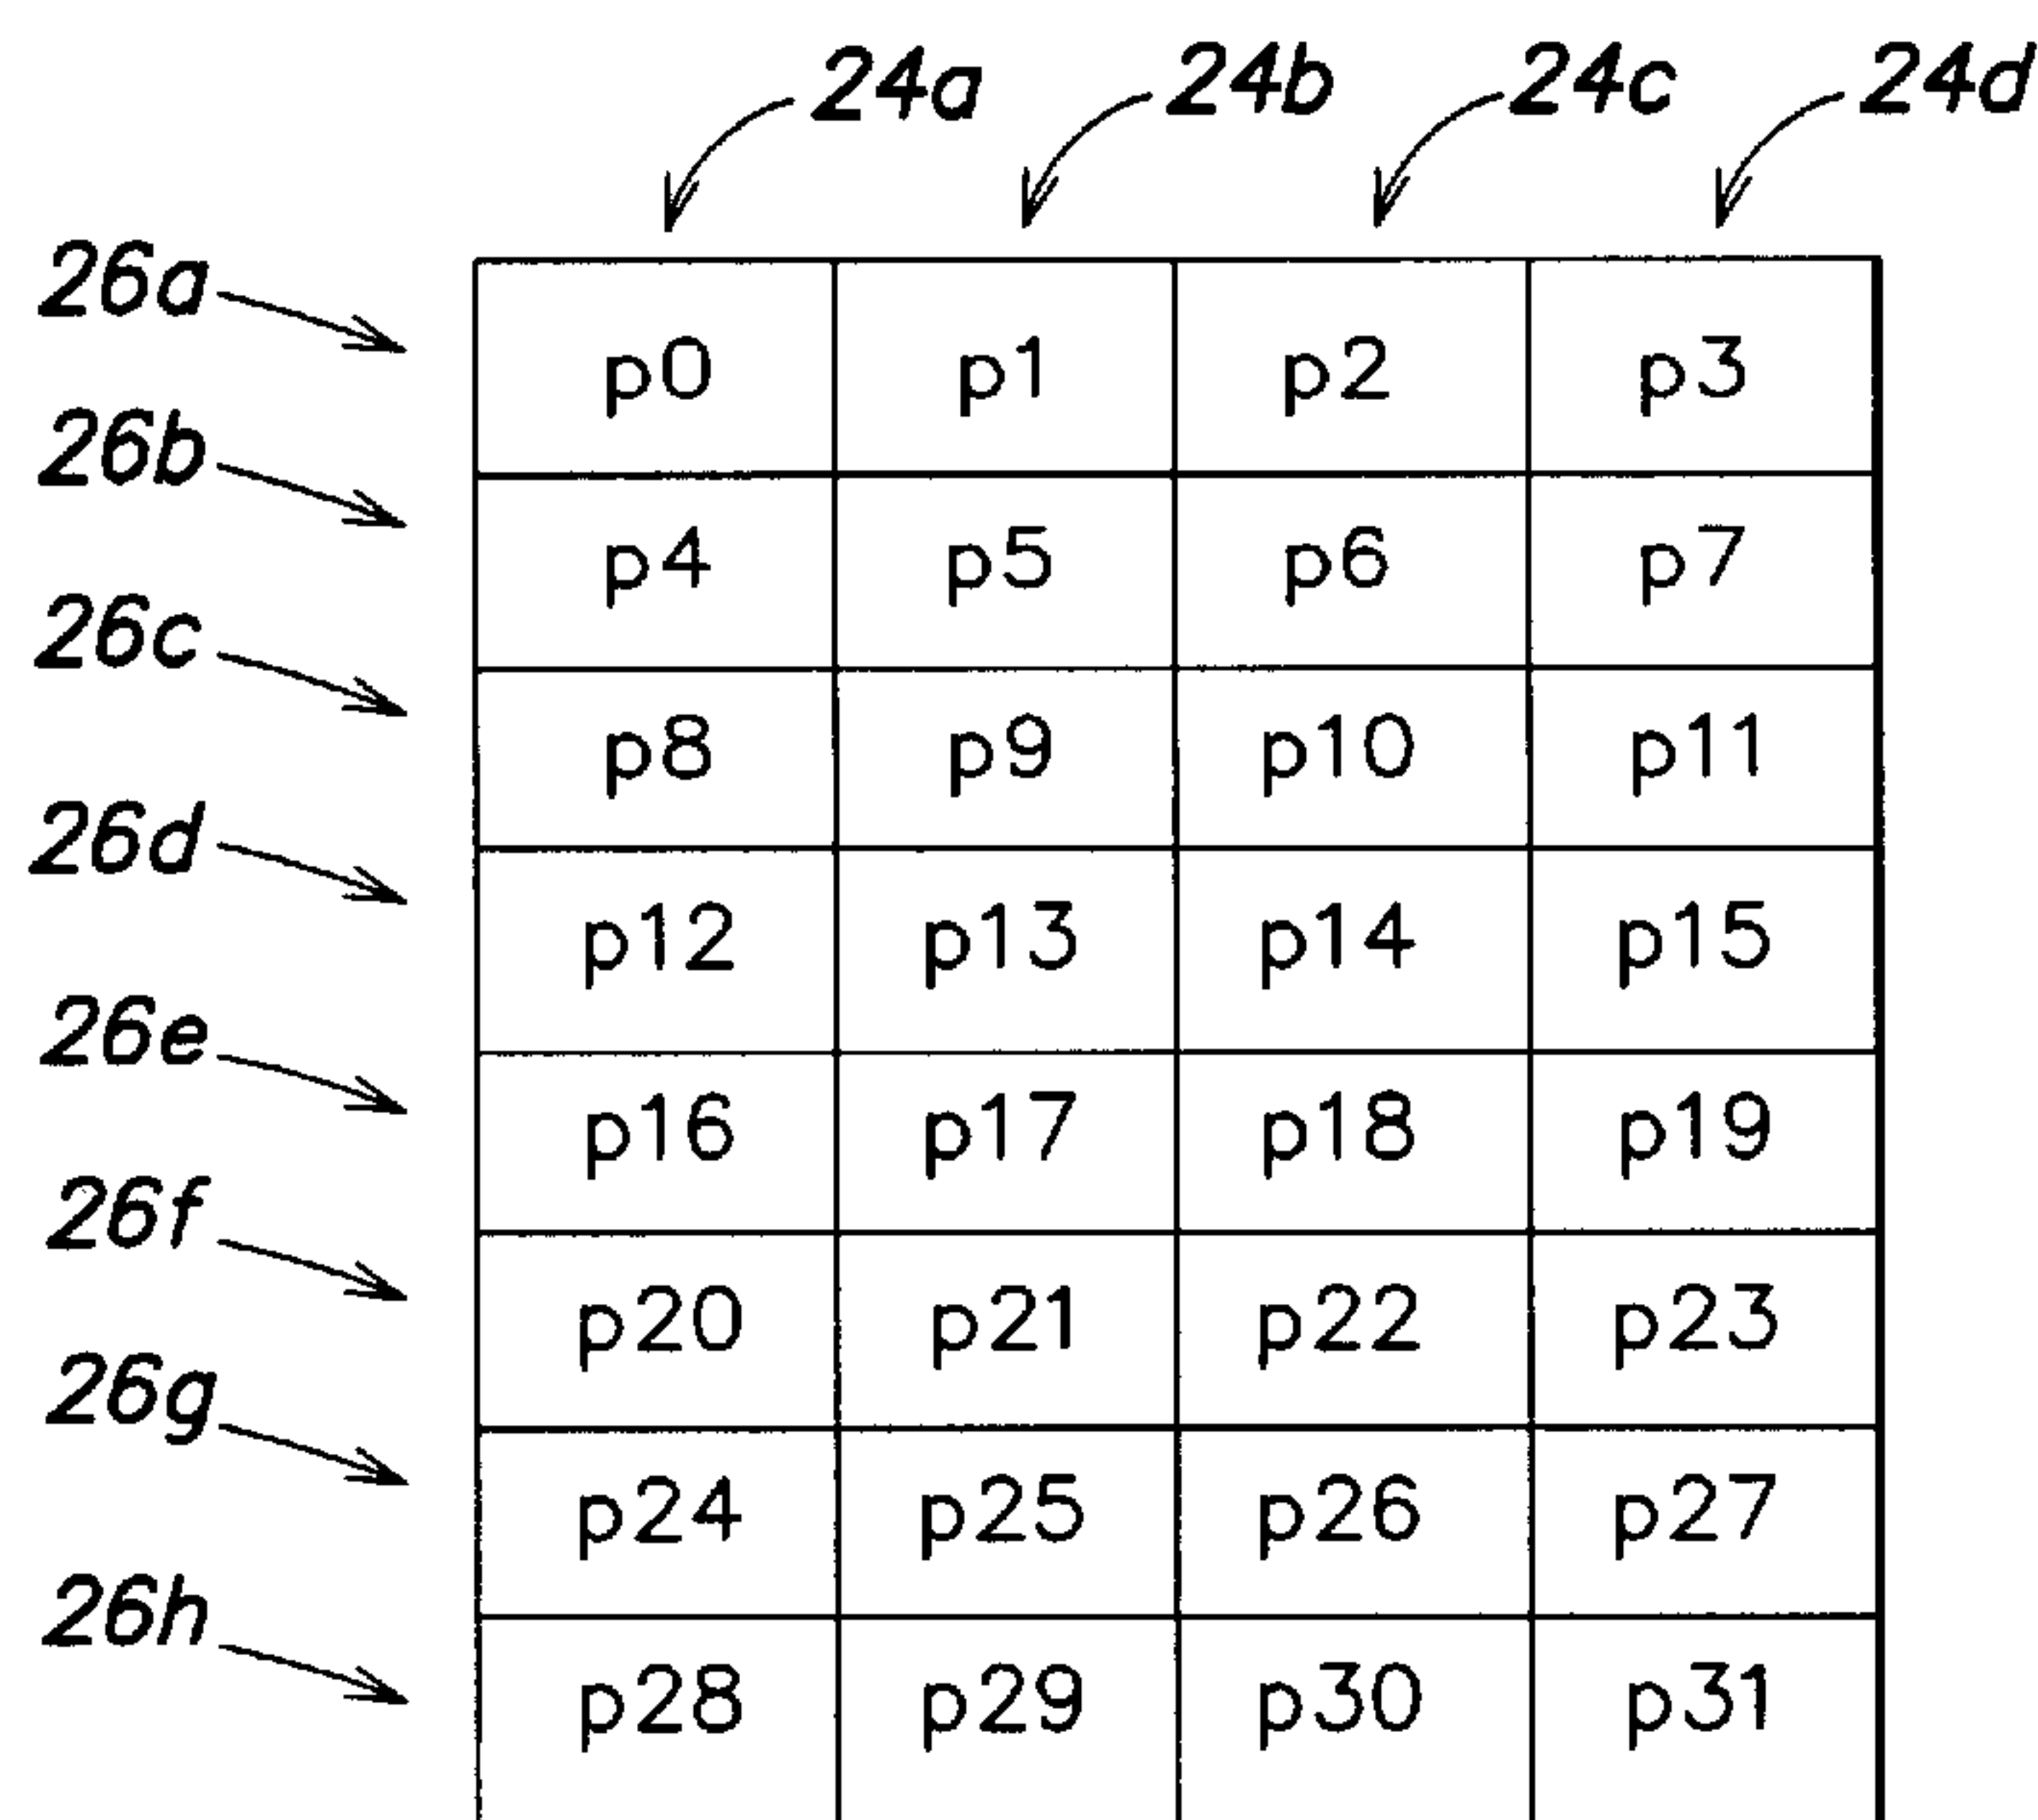 24a 24b 24c 24d
26a p0 p1 p2 p3
26b p4 p5 p6 p7
26c p8 p9 p10 p11
26d p12 p13 p14 p15
26e p16 p17 p18 p19
26f p20 p21 p22 p23
26g p24 p25 p26 p27
26h p28 p29 p30 p31